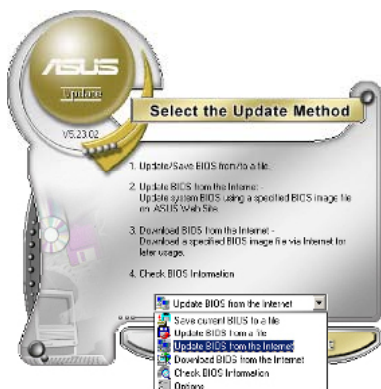 ASUS
Update
V5.23.02
Select the Update Method
1. Update/Save BIOS from/to a file.
2. Update BIOS from the Internet -
Update system BIOS using a specified BIOS image file
on ASUS Web Site.
3. Download BIOS from the Internet -
Download a specified BIOS image file via Internet for
later usage.
4. Check BIOS Information
Update BIOS from the Internet
Save current BIOS to a file
Update BIOS from a file
Update BIOS from the Internet
Download BIOS from the Internet
Check BIOS Information
Options